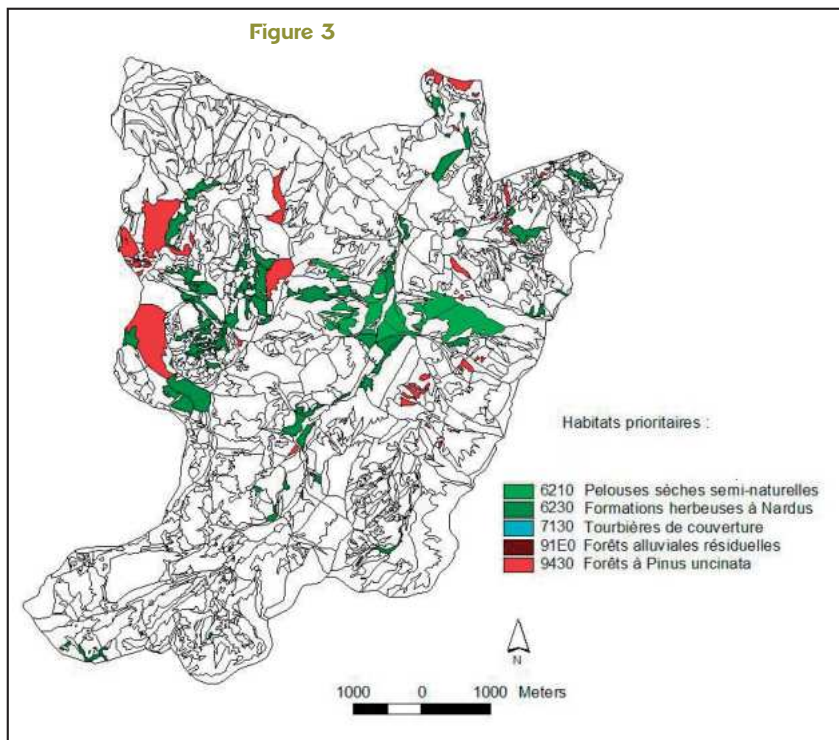 Figure 3
Habitats prioritaires :
6210 Pelouses sèches semi-naturelles
6230 Formations herbeuses à Nardus
7130 Tourbières de couverture
91E0 Forêts alluviales résiduelles
9430 Forêts à Pinus uncinata
N
1000 0 1000 Meters